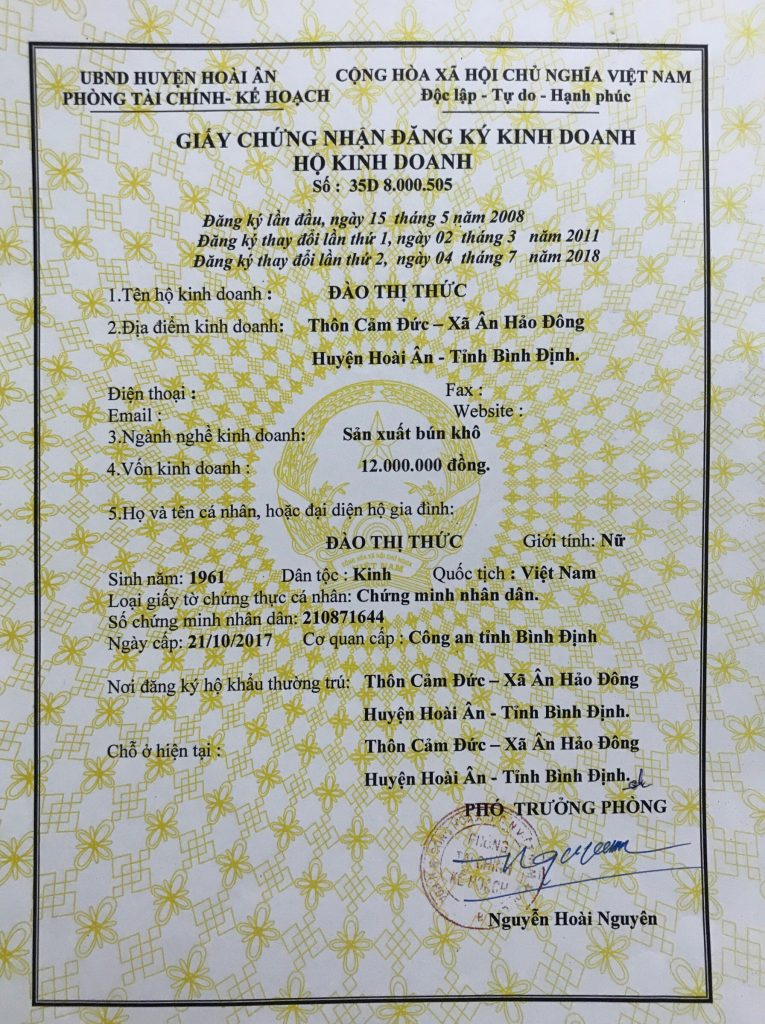 UBND HUYỆN HOÀI ÂN
PHÒNG TÀI CHÍNH- KẾ HOẠCH
CỘNG HÒA XÃ HỘI CHỦ NGHĨA VIỆT NAM
Độc lập - Tự do - Hạnh phúc
GIẤY CHỨNG NHẬN ĐĂNG KÝ KINH DOANH
HỘ KINH DOANH
Số : 35D 8.000.505
Đăng ký lần đầu, ngày 15 tháng 5 năm 2008
Đăng ký thay đổi lần thứ 1, ngày 02 tháng 3 năm 2011
Đăng ký thay đổi lần thứ 2, ngày 04 tháng 7 năm 2018
1.Tên hộ kinh doanh : ĐÀO THỊ THỨC
2.Địa điểm kinh doanh: Thôn Cảm Đức – Xã Ân Hảo Đông
Huyện Hoài Ân - Tỉnh Bình Định.
Điện thoại : Fax :
Email : Website :
3.Ngành nghề kinh doanh: Sản xuất bún khô
4.Vốn kinh doanh : 12.000.000 đồng.
5.Họ và tên cá nhân, hoặc đại diện hộ gia đình:
ĐÀO THỊ THỨC Giới tính: Nữ
Sinh năm: 1961 Dân tộc : Kinh Quốc tịch : Việt Nam
Loại giấy tờ chứng thực cá nhân: Chứng minh nhân dân.
Số chứng minh nhân dân: 210871644
Ngày cấp: 21/10/2017 Cơ quan cấp : Công an tỉnh Bình Định
Nơi đăng ký hộ khẩu thường trú: Thôn Cảm Đức – Xã Ân Hảo Đông
Huyện Hoài Ân - Tỉnh Bình Định.
Chỗ ở hiện tại : Thôn Cảm Đức – Xã Ân Hảo Đông
Huyện Hoài Ân - Tỉnh Bình Định.
PHÓ TRƯỞNG PHÒNG
PHÒNG
TÀI CHÍNH
KẾ HOẠCH
Nguyễn Hoài Nguyên